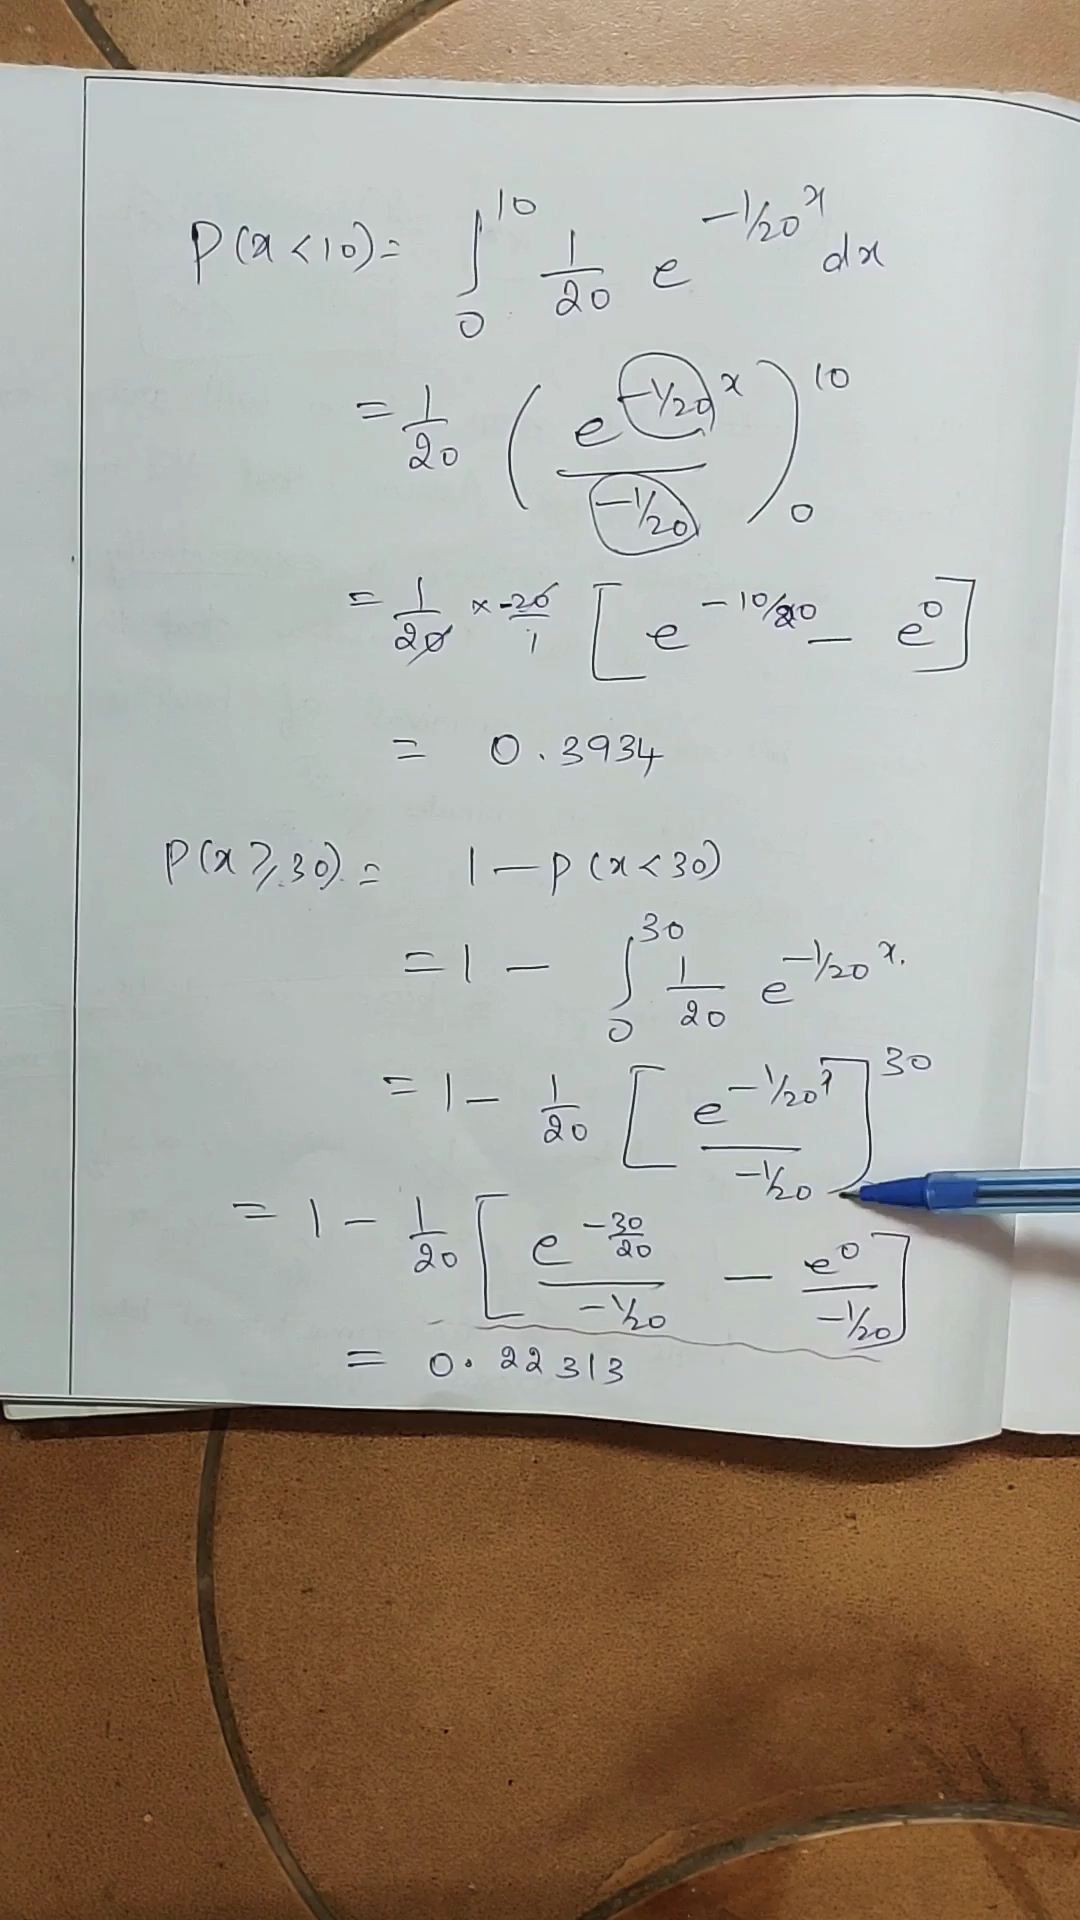 P(x<10)= ∫₀¹⁰ 1/20 e^(-1/20 x) dx
= 1/20 ( e^(-1/20 x) / (-1/20) )₀¹⁰
= 1/20 × -20/1 [ e^(-10/20) - e^0 ]
= 0.3934
P(x≥30)= 1-P(x<30)
=1 - ∫₀³⁰ 1/20 e^(-1/20 x).
=1- 1/20 [ e^(-1/20 x) / (-1/20) ]³⁰
= 1 - 1/20 [ e^(-30/20) / (-1/20) - e^0 / (-1/20) ]
= 0.22313